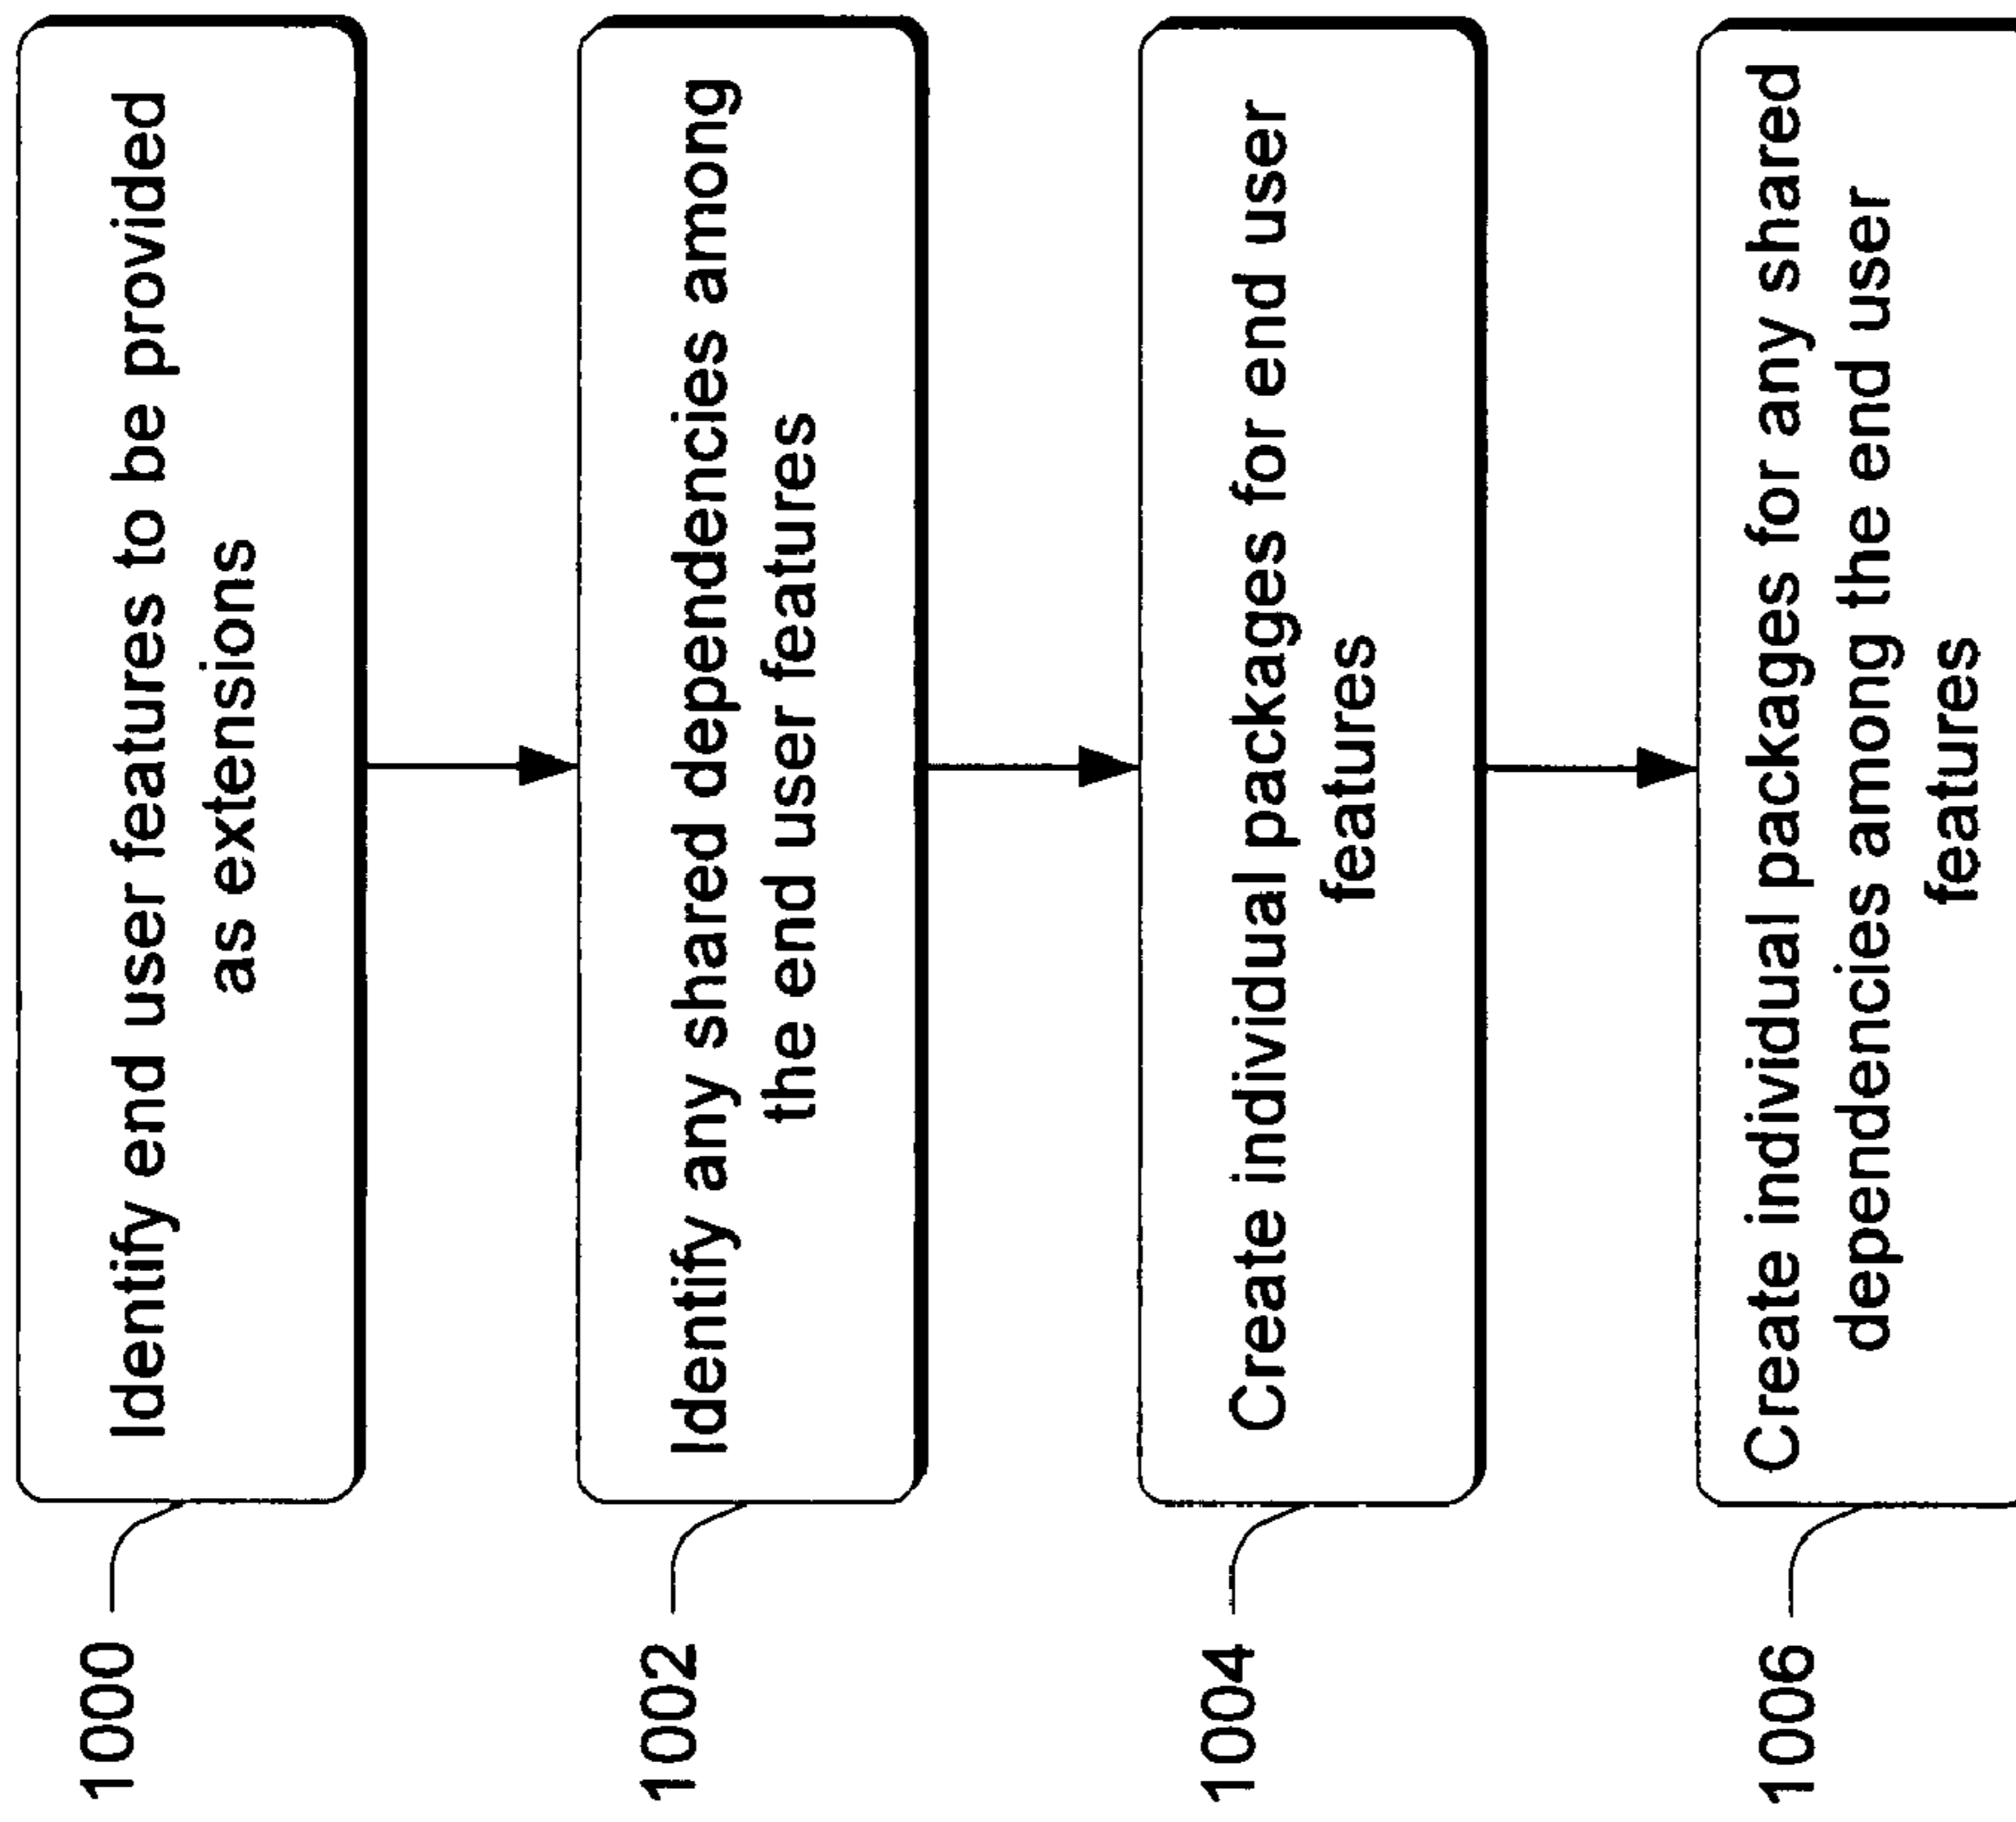 1000
Identify end user features to be provided
as extensions
1002
Identify any shared dependencies among
the end user features
1004
Create individual packages for end user
features
1006
Create individual packages for any shared
dependencies among the end user
features